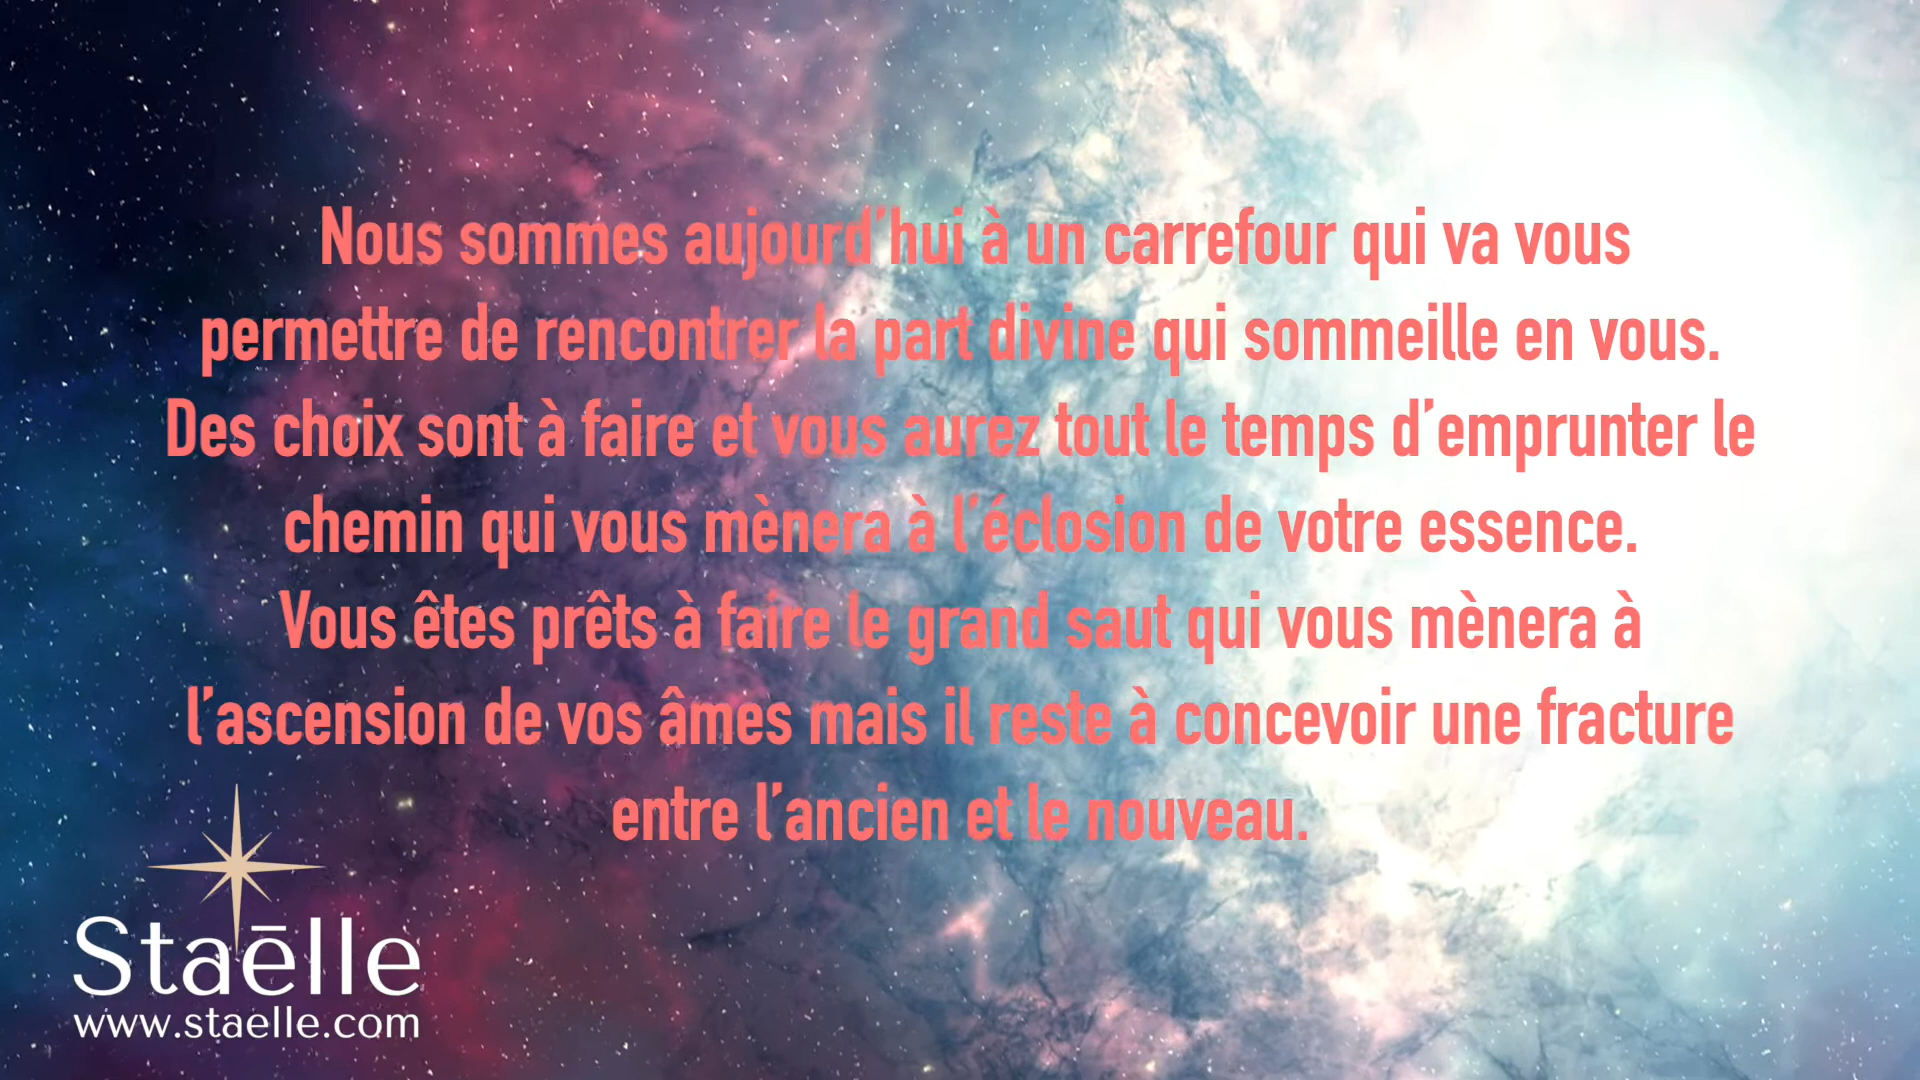 Nous sommes aujourd'hui à un carrefour qui va vous
permettre de rencontrer la part divine qui sommeille en vous.
Des choix sont à faire et vous aurez tout le temps d'emprunter le
chemin qui vous mènera à l'éclosion de votre essence.
Vous êtes prêts à faire le grand saut qui vous mènera à
l'ascension de vos âmes mais il reste à concevoir une fracture
entre l'ancien et le nouveau.
Staēlle
www.staelle.com